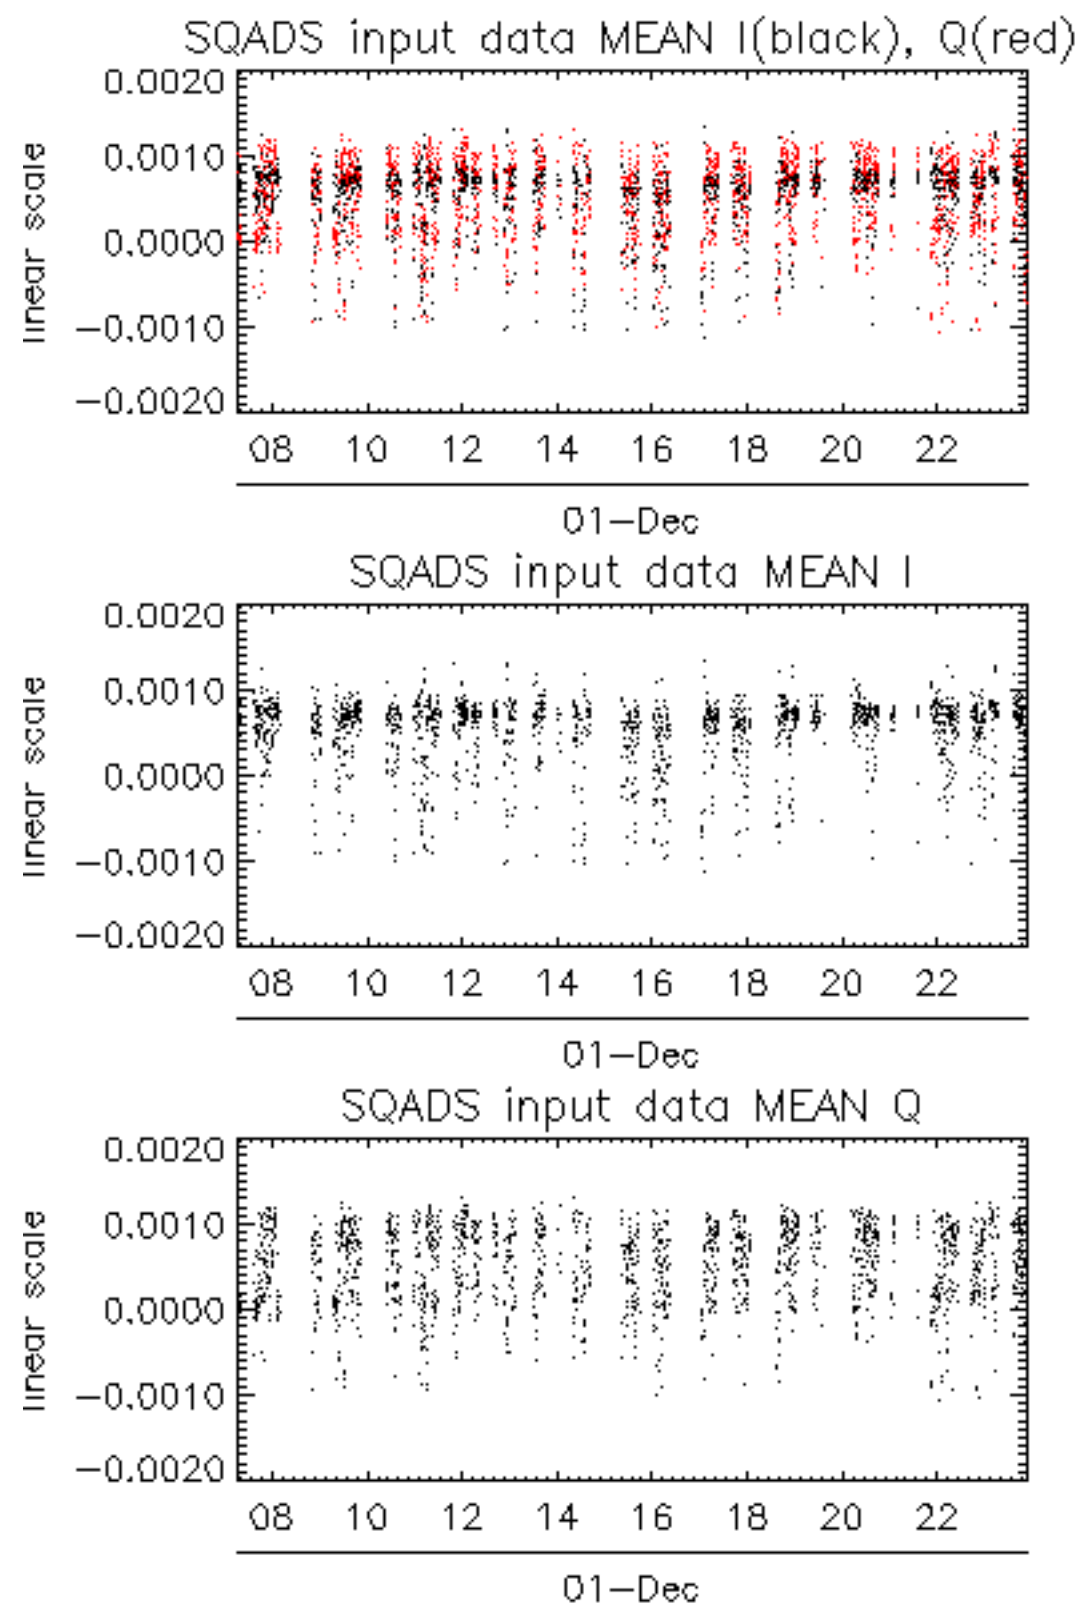 SQADS input data MEAN I(black), Q(red)
0.0020
0.0010
0.0000
−0.0010
−0.0020
linear scale
08 10 12 14 16 18 20 22
01−Dec
SQADS input data MEAN I
0.0020
0.0010
0.0000
−0.0010
−0.0020
linear scale
08 10 12 14 16 18 20 22
01−Dec
SQADS input data MEAN Q
0.0020
0.0010
0.0000
−0.0010
−0.0020
linear scale
08 10 12 14 16 18 20 22
01−Dec